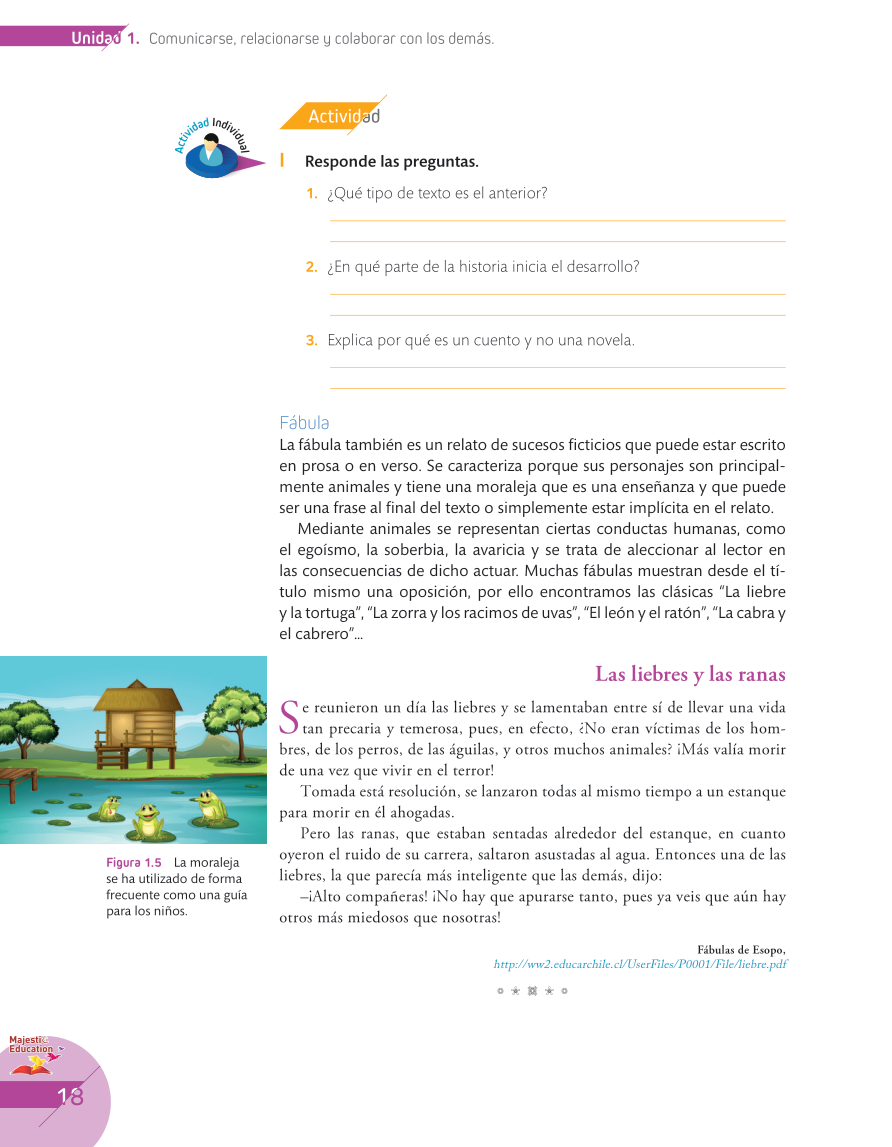 Unidad 1. Comunicarse, relacionarse y colaborar con los demás.
Actividad
Actividad Individual
I Responde las preguntas.
1. ¿Qué tipo de texto es el anterior?
2. ¿En qué parte de la historia inicia el desarrollo?
3. Explica por qué es un cuento y no una novela.
Fábula
La fábula también es un relato de sucesos ficticios que puede estar escrito
en prosa o en verso. Se caracteriza porque sus personajes son principal-
mente animales y tiene una moraleja que es una enseñanza y que puede
ser una frase al final del texto o simplemente estar implícita en el relato.
Mediante animales se representan ciertas conductas humanas, como
el egoísmo, la soberbia, la avaricia y se trata de aleccionar al lector en
las consecuencias de dicho actuar. Muchas fábulas muestran desde el tí-
tulo mismo una oposición, por ello encontramos las clásicas “La liebre
y la tortuga”, “La zorra y los racimos de uvas”, “El león y el ratón”, “La cabra y
el cabrero”...
Las liebres y las ranas
Se reunieron un día las liebres y se lamentaban entre sí de llevar una vida
tan precaria y temerosa, pues, en efecto, ¿No eran víctimas de los hom-
bres, de los perros, de las águilas, y otros muchos animales? ¡Más valía morir
de una vez que vivir en el terror!
Tomada está resolución, se lanzaron todas al mismo tiempo a un estanque
para morir en él ahogadas.
Pero las ranas, que estaban sentadas alrededor del estanque, en cuanto
oyeron el ruido de su carrera, saltaron asustadas al agua. Entonces una de las
liebres, la que parecía más inteligente que las demás, dijo:
–¡Alto compañeras! ¡No hay que apurarse tanto, pues ya veis que aún hay
otros más miedosos que nosotras!
Fábulas de Esopo,
http://ww2.educarchile.cl/UserFiles/P0001/File/liebre.pdf
Figura 1.5 La moraleja
se ha utilizado de forma
frecuente como una guía
para los niños.
Majestic
Education
18